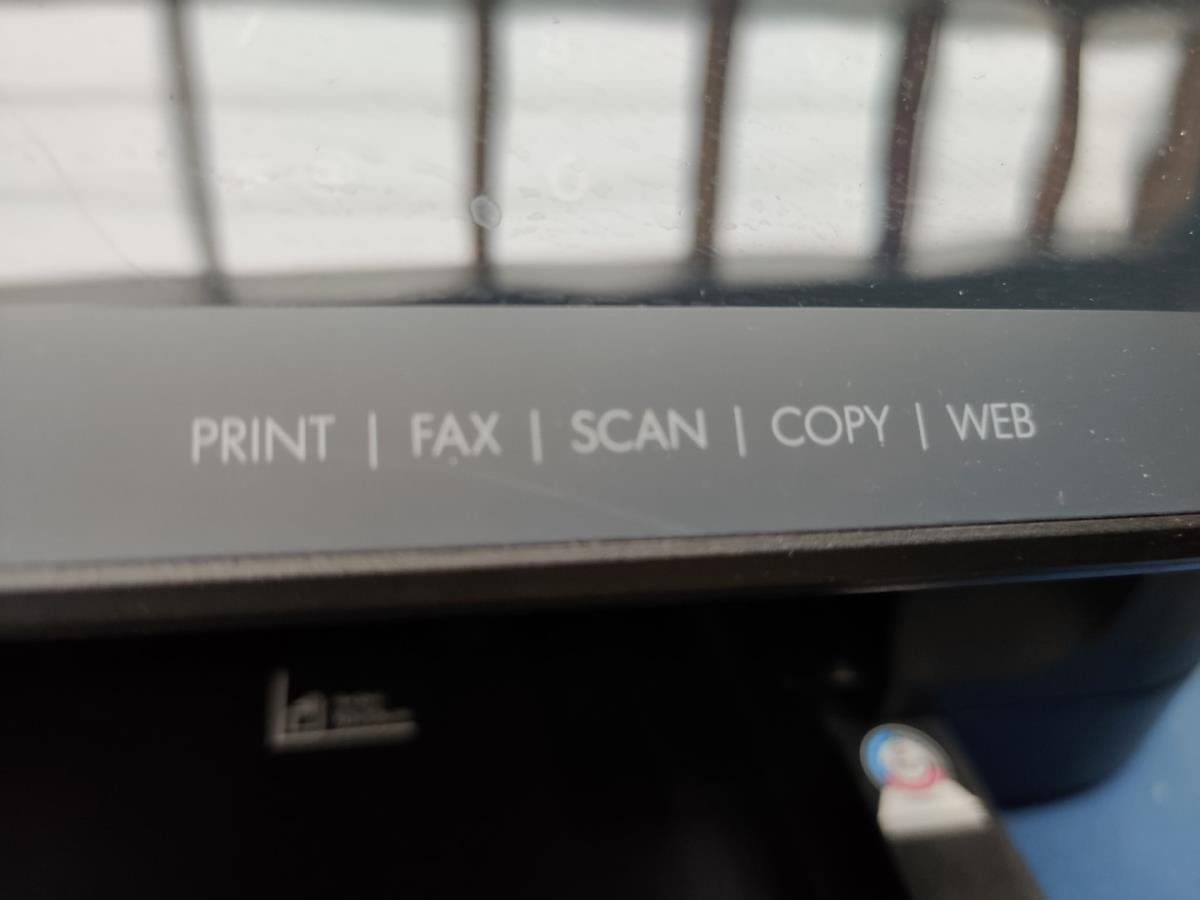 PRINT | FAX | SCAN | COPY | WEB